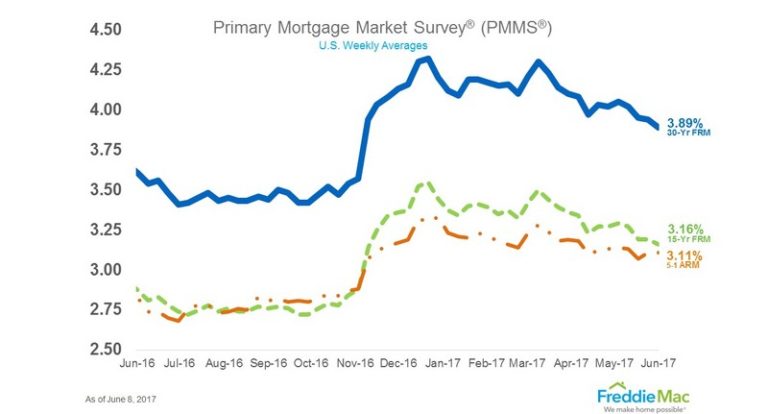 Primary Mortgage Market Survey® (PMMS®)
U.S. Weekly Averages
4.50
4.25
4.00
3.75
3.50
3.25
3.00
2.75
2.50
3.89%
30-Yr FRM
3.16%
15-Yr FRM
3.11%
5-1 ARM
Jun-16 Jul-16 Aug-16 Sep-16 Oct-16 Nov-16 Dec-16 Jan-17 Feb-17 Mar-17 Apr-17 May-17 Jun-17
As of June 8, 2017
FreddieMac
We make home possible®